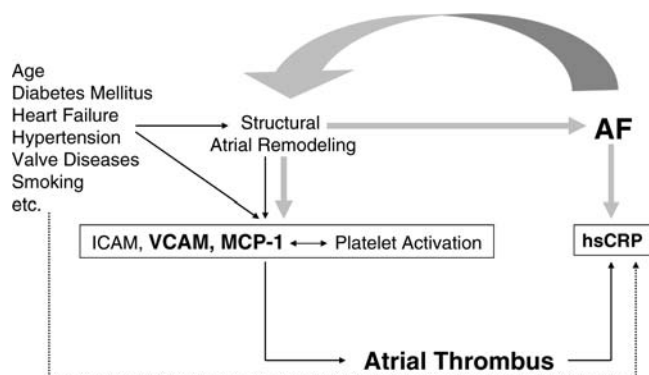 Age
Diabetes Mellitus
Heart Failure
Hypertension
Valve Diseases
Smoking
etc.
Structural
Atrial Remodeling
AF
ICAM, VCAM, MCP-1 Platelet Activation
hsCRP
Atrial Thrombus